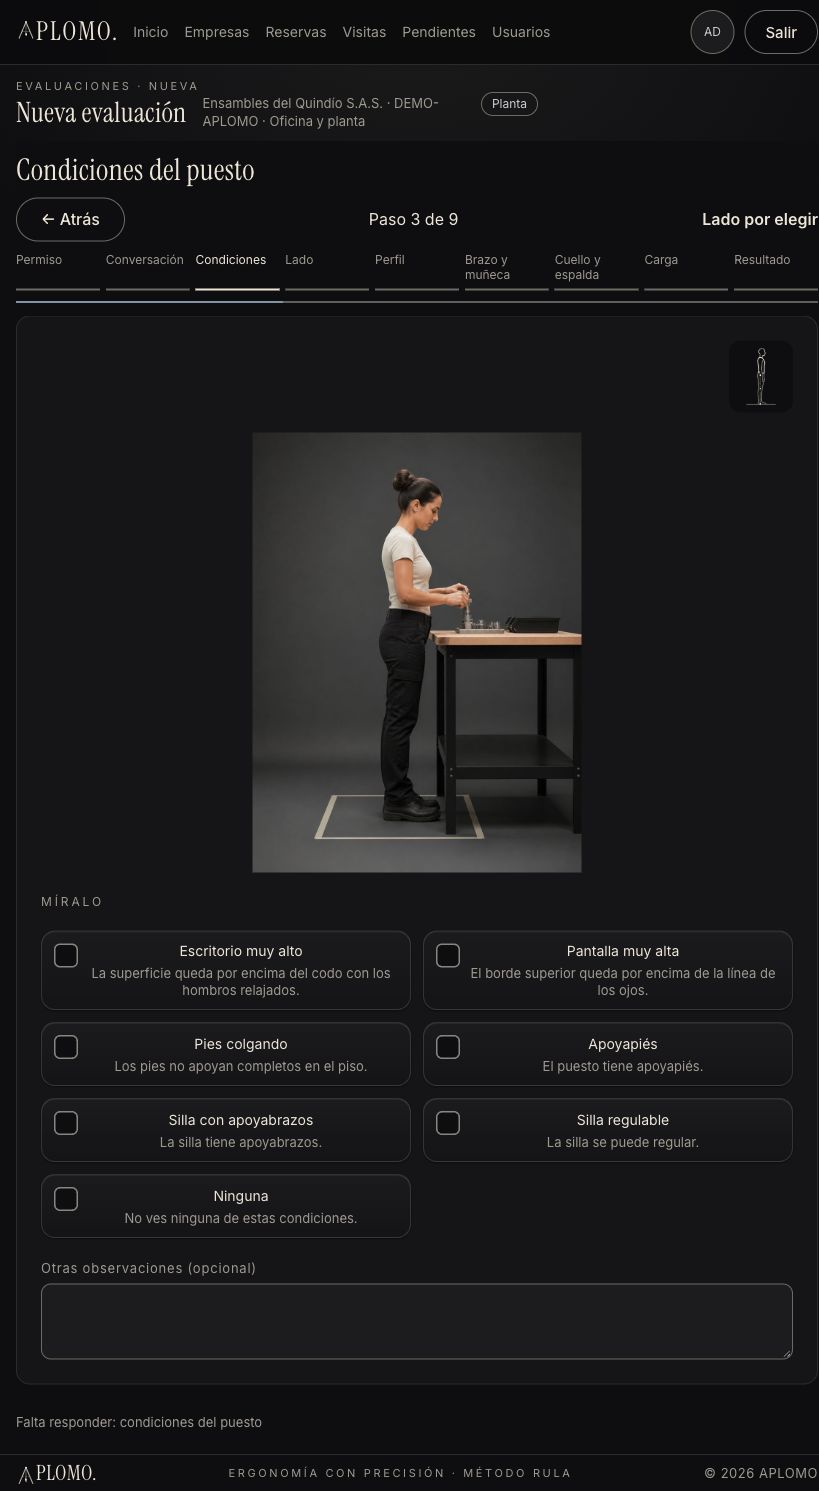 APLOMO. Inicio Empresas Reservas Visitas Pendientes Usuarios AD Salir
EVALUACIONES · NUEVA
Nueva evaluación
Ensambles del Quindío S.A.S. · DEMO-
APLOMO · Oficina y planta
Planta
Condiciones del puesto
← Atrás
Paso 3 de 9
Lado por elegir
Permiso
Conversación
Condiciones
Lado
Perfil
Brazo y
muñeca
Cuello y
espalda
Carga
Resultado
MÍRALO
Escritorio muy alto
La superficie queda por encima del codo con los
hombros relajados.
Pantalla muy alta
El borde superior queda por encima de la línea de
los ojos.
Pies colgando
Los pies no apoyan completos en el piso.
Apoyapiés
El puesto tiene apoyapiés.
Silla con apoyabrazos
La silla tiene apoyabrazos.
Silla regulable
La silla se puede regular.
Ninguna
No ves ninguna de estas condiciones.
Otras observaciones (opcional)
Falta responder: condiciones del puesto
APLOMO.
ERGONOMÍA CON PRECISIÓN · MÉTODO RULA
© 2026 APLOMO